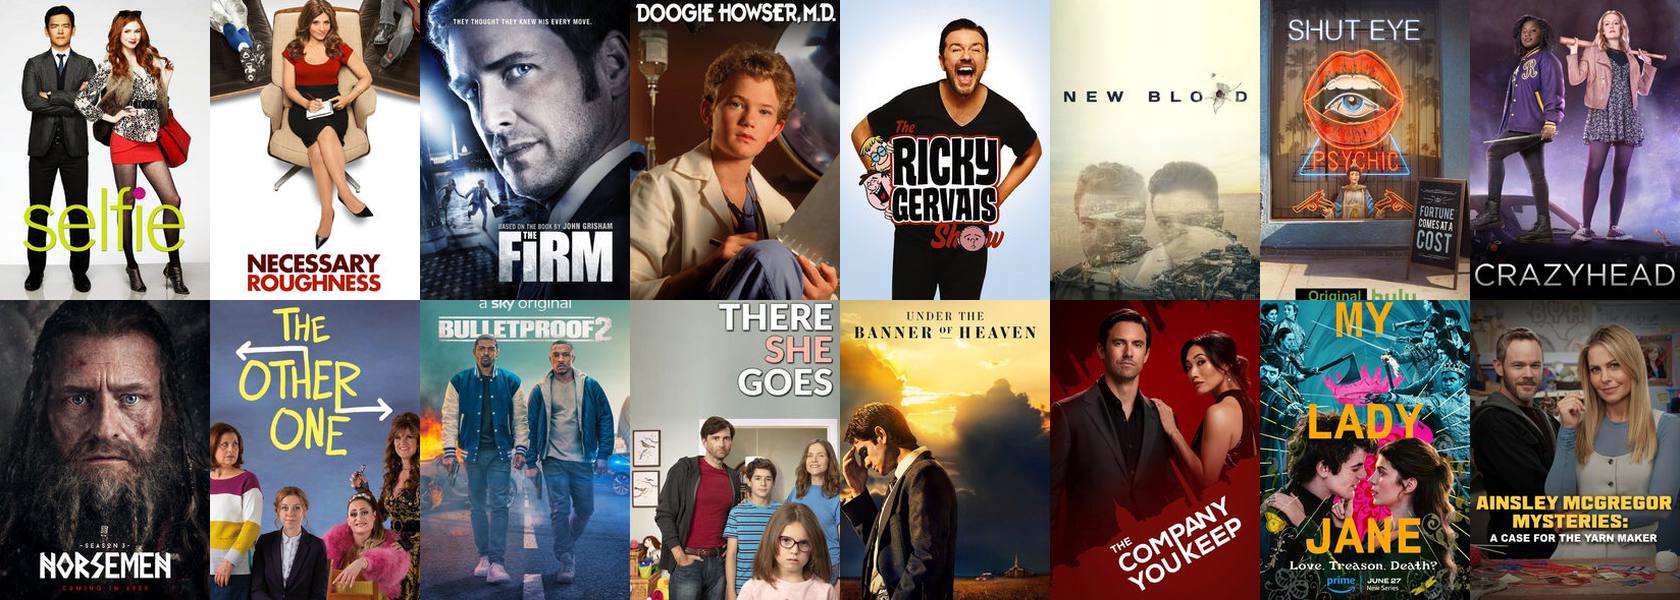 selfie
NECESSARY
ROUGHNESS
THEY THOUGHT THEY KNEW HIS EVERY MOVE.
BASED ON THE BOOK BY JOHN GRISHAM
THE
FIRM
DOOGIE HOWSER, M.D.
The
RICKY
GERVAIS
Show
NEW BLOOD
SHUT EYE
PSYCHIC
FORTUNE
COMES AT A
COST
Original hulu
R
CRAZYHEAD
-SEASON 3-
NORSEMEN
COMING IN 2020
THE
OTHER
ONE
a sky original
BULLETPROOF2
THERE
SHE
GOES
UNDER THE
BANNER OF HEAVEN
THE
COMPANY
YOU KEEP
MY
LADY
JANE
Love. Treason. Death?
prime
JUNE 27
New Series
AINSLEY MCGREGOR
MYSTERIES:
A CASE FOR THE YARN MAKER